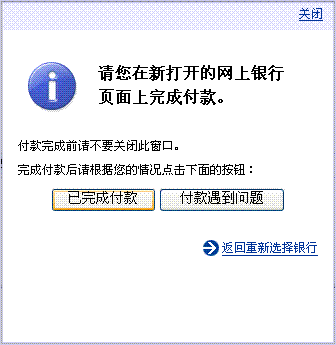 关闭
请您在新打开的网上银行
页面上完成付款。
付款完成前请不要关闭此窗口。
完成付款后请根据您的情况点击下面的按钮：
已完成付款 付款遇到问题
返回重新选择银行